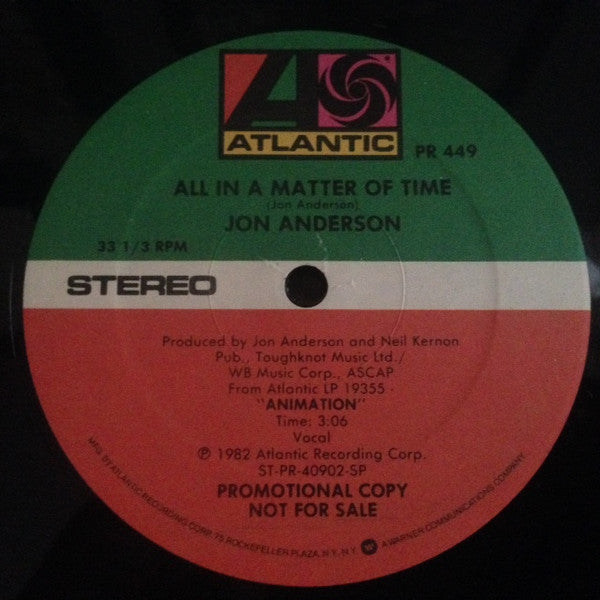 ATLANTIC
PR 449
ALL IN A MATTER OF TIME
(Jon Anderson)
JON ANDERSON
33 1/3 RPM
STEREO
Produced by Jon Anderson and Neil Kernon
Pub., Toughknot Music Ltd./
WB Music Corp., ASCAP
From Atlantic LP 19355 -
"ANIMATION"
Time: 3:06
Vocal
℗ 1982 Atlantic Recording Corp.
ST-PR-40902-SP
PROMOTIONAL COPY
NOT FOR SALE
MFG. BY ATLANTIC RECORDING CORP., 75 ROCKEFELLER PLAZA, N.Y., N.Y. W A WARNER COMMUNICATIONS COMPANY